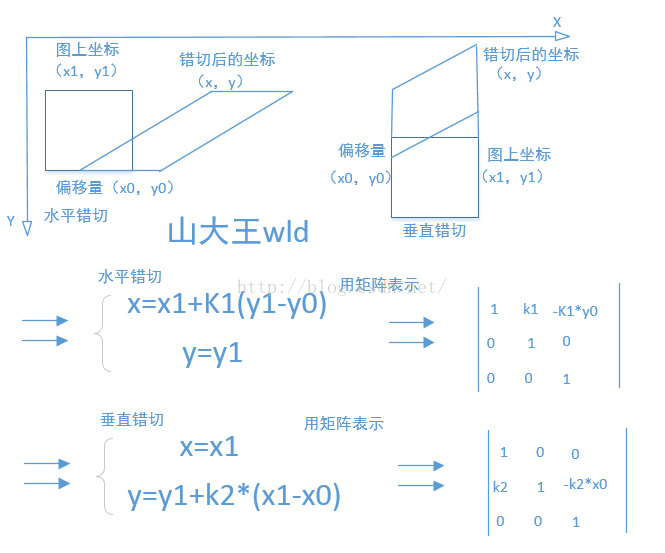 X
图上坐标
（x1，y1）
错切后的坐标
（x，y）
错切后的坐标
（x，y）
偏移量
（x0，y0）
图上坐标
（x1，y1）
偏移量（x0，y0）
Y
水平错切
垂直错切
山大王wld
http://blog.csdn.net/
水平错切
用矩阵表示
x=x1+K1(y1-y0)
y=y1
1 k1 -K1*y0
0 1 0
0 0 1
垂直错切
用矩阵表示
x=x1
y=y1+k2*(x1-x0)
1 0 0
k2 1 -k2*x0
0 0 1